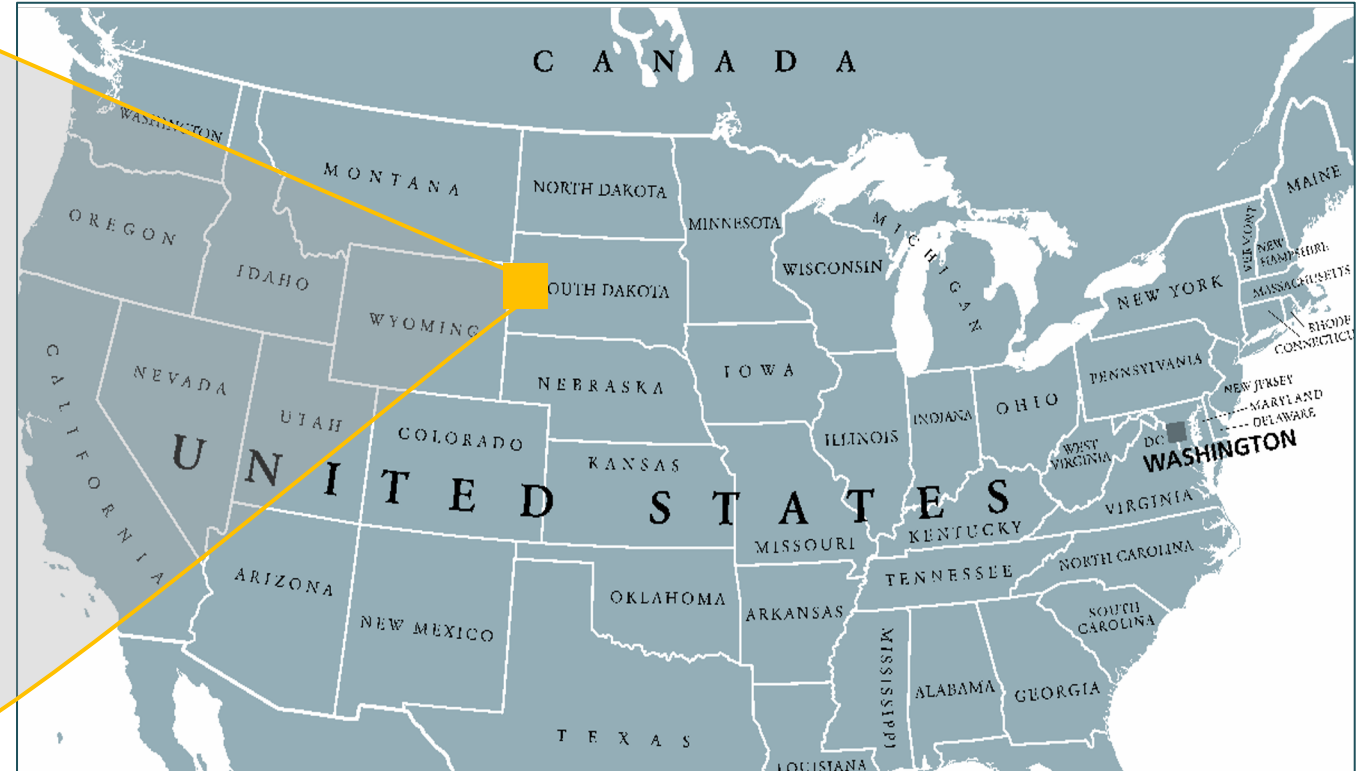 CANADA
WASHINGTON
MONTANA
NORTH DAKOTA
MINNESOTA
MAINE
OREGON
IDAHO
WYOMING
OUTH DAKOTA
WISCONSIN
MICHIGAN
VERMONT
NEW
HAMPSHIRE
MASSACHUSETTS
NEW YORK
RHODE
CONNECTICU
CALIFORNIA
NEVADA
UTAH
COLORADO
NEBRASKA
IOWA
ILLINOIS
INDIANA
OHIO
PENNSYLVANIA
NEW JERSEY
MARYLAND
DELAWARE
DC
WASHINGTON
WEST
VIRGINIA
VIRGINIA
UNITED STATES
KANSAS
MISSOURI
KENTUCKY
ARIZONA
NEW MEXICO
OKLAHOMA
ARKANSAS
TENNESSEE
NORTH CAROLINA
SOUTH
CAROLINA
MISSISSIPPI
ALABAMA
GEORGIA
TEXAS
LOUISIANA